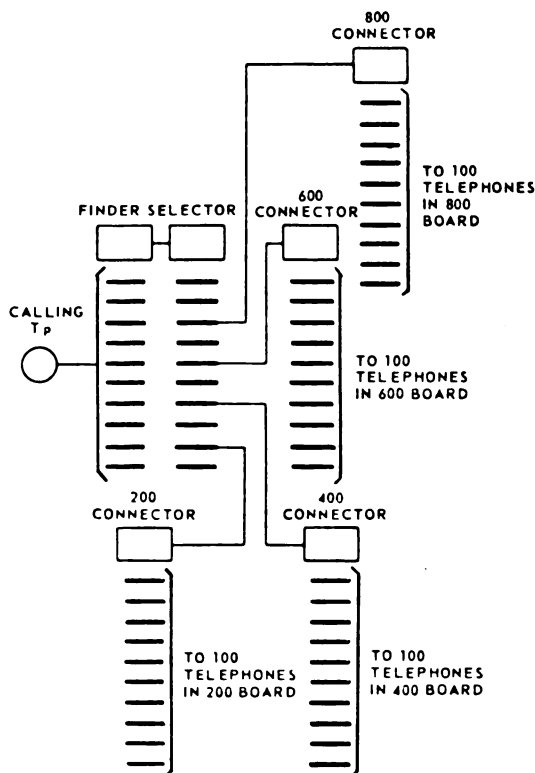 800
CONNECTOR
TO 100
TELEPHONES
IN 800
BOARD
FINDER SELECTOR
600
CONNECTOR
CALLING
Tp
TO 100
TELEPHONES
IN 600 BOARD
200
CONNECTOR
400
CONNECTOR
TO 100
TELEPHONES
IN 200 BOARD
TO 100
TELEPHONES
IN 400 BOARD